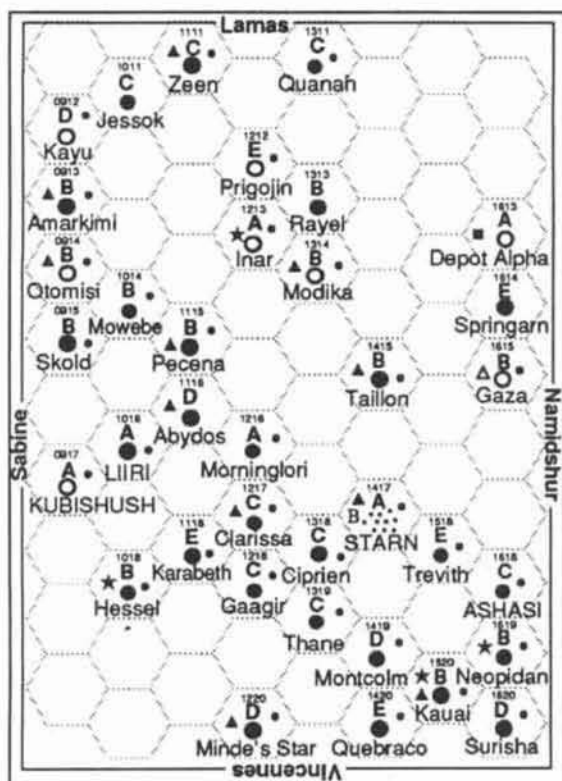 Lamas
1111
C
Zeen
1311
C
Quanah
1011
C
Jessok
0912
D
Kayu
1212
E
Prigojin
0913
B
Amarkimi
1313
B
Rayel
1213
A
Inar
1613
A
Depot Alpha
0914
B
Otomisi
1314
B
Modika
1014
B
Mowebe
1614
E
Springarn
0915
B
Skold
1115
B
Pecena
1415
B
Taillon
1615
B
Gaza
Sabine
Namidshur
1116
D
Abydos
1016
A
LIIRI
1216
A
Morninglori
0917
A
KUBISHUSH
1217
C
Clarissa
1417
A
B
STARN
1118
E
Karabeth
1318
C
Ciprien
1518
E
Trevith
1018
B
Hessel
1218
C
Gaagir
1618
C
ASHASI
1319
C
Thane
1419
D
Montcolm
1619
B
Neopidan
1520
B
Kauai
1220
D
Minde's Star
1420
E
Quebraco
1620
D
Surisha
Vincennes